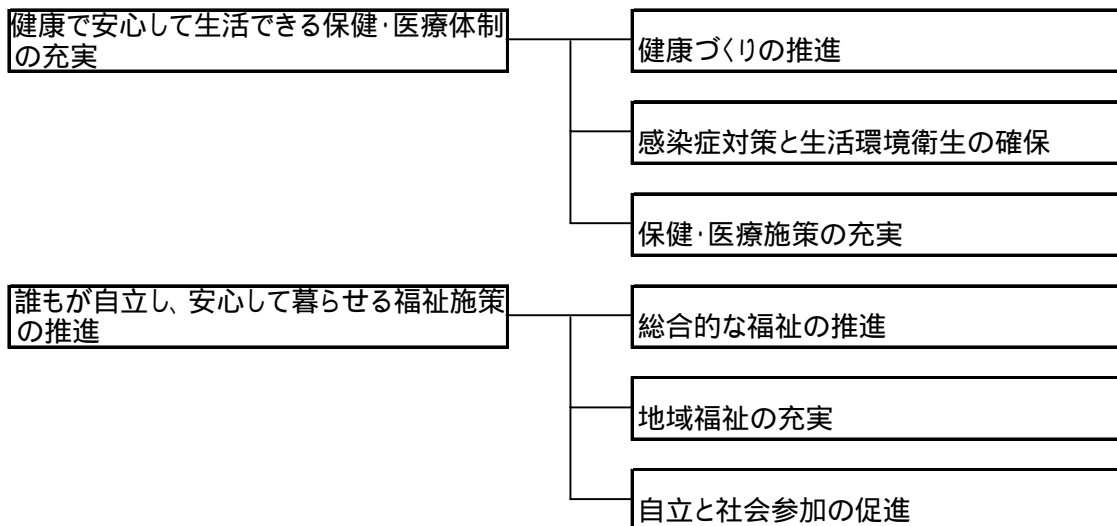 健康で安心して生活できる保健・医療体制
の充実
健康づくりの推進
感染症対策と生活環境衛生の確保
保健・医療施策の充実
誰もが自立し、安心して暮らせる福祉施策
の推進
総合的な福祉の推進
地域福祉の充実
自立と社会参加の促進